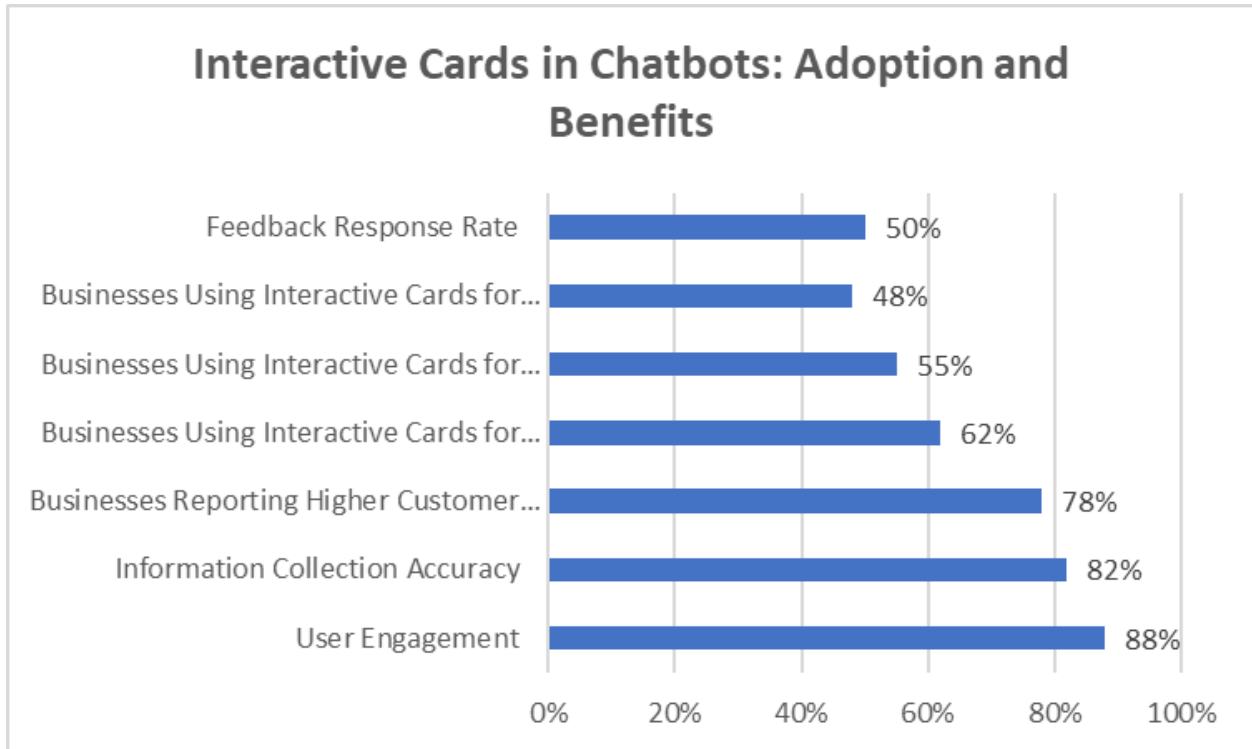 Interactive Cards in Chatbots: Adoption and
Benefits
Feedback Response Rate
50%
Businesses Using Interactive Cards for...
48%
Businesses Using Interactive Cards for...
55%
Businesses Using Interactive Cards for...
62%
Businesses Reporting Higher Customer...
78%
Information Collection Accuracy
82%
User Engagement
88%
0% 20% 40% 60% 80% 100%